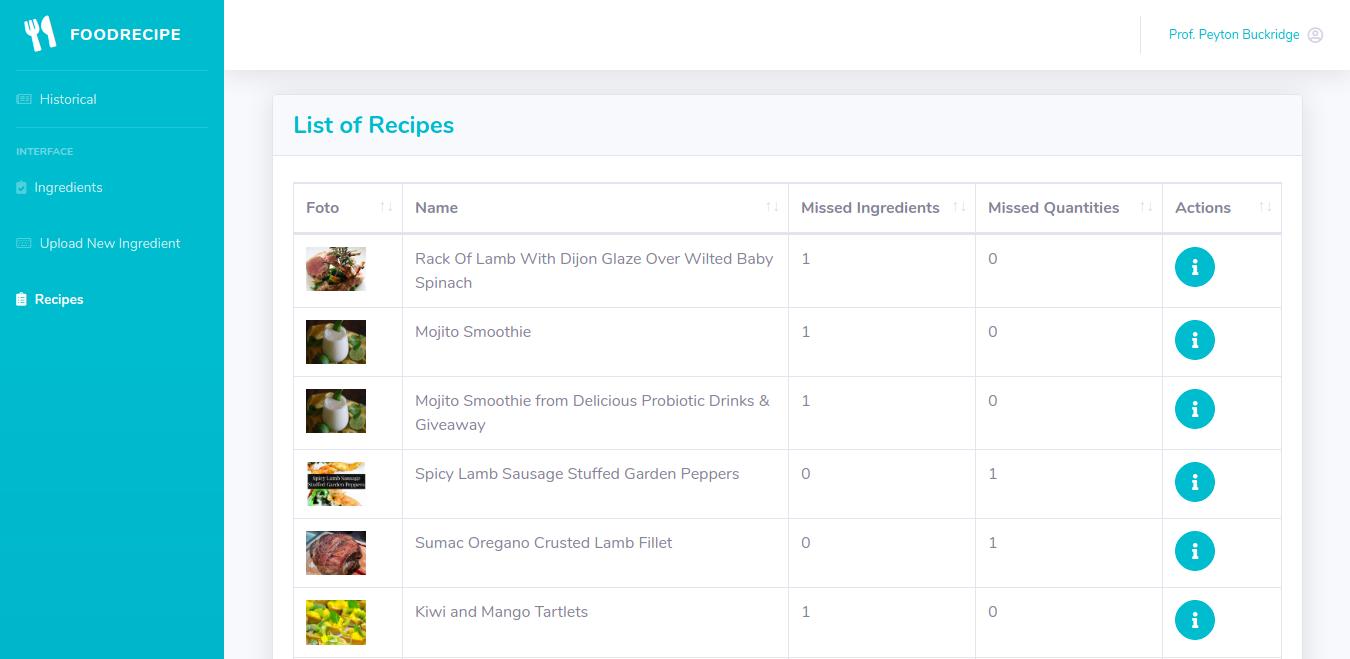 FOODRECIPE
Prof. Peyton Buckridge
Historical
INTERFACE
Ingredients
Upload New Ingredient
Recipes
List of Recipes
Foto ↑↓ Name ↑↓ Missed Ingredients ↑↓ Missed Quantities ↑↓ Actions ↑↓
Rack Of Lamb With Dijon Glaze Over Wilted Baby 1 0
Spinach
Mojito Smoothie 1 0
Mojito Smoothie from Delicious Probiotic Drinks & 1 0
Giveaway
Spicy Lamb Sausage
Stuffed Garden Peppers
Spicy Lamb Sausage Stuffed Garden Peppers 0 1
Sumac Oregano Crusted Lamb Fillet 0 1
Kiwi and Mango Tartlets 1 0